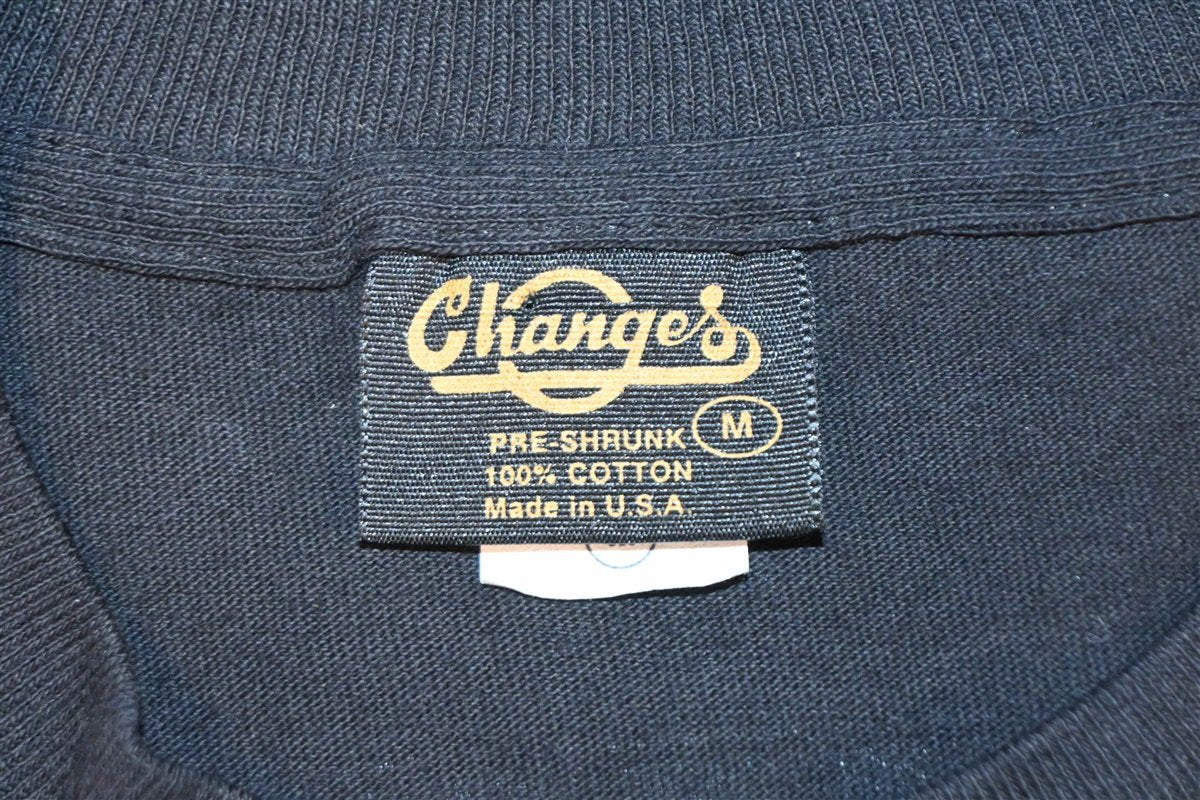 Changes
M
PRE-SHRUNK
100% COTTON
Made in U.S.A.